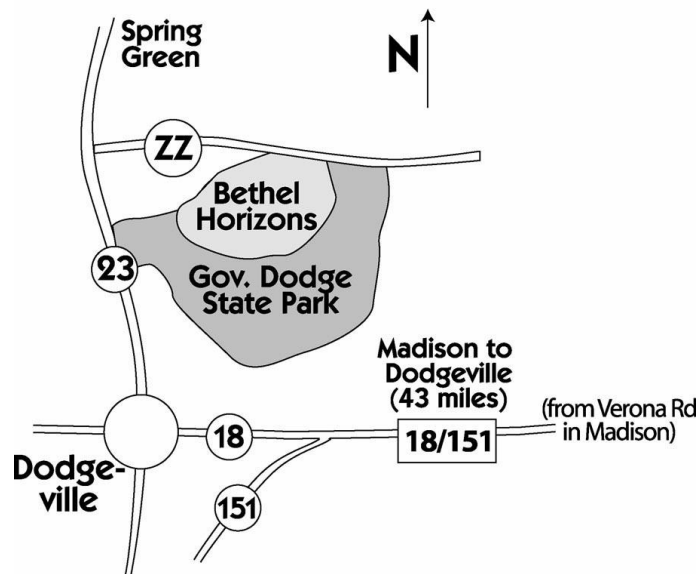 Spring
Green
N
ZZ
Bethel
Horizons
23
Gov. Dodge
State Park
Madison to
Dodgeville
(43 miles)
(from Verona Rd
in Madison)
18
18/151
Dodge-
ville
151